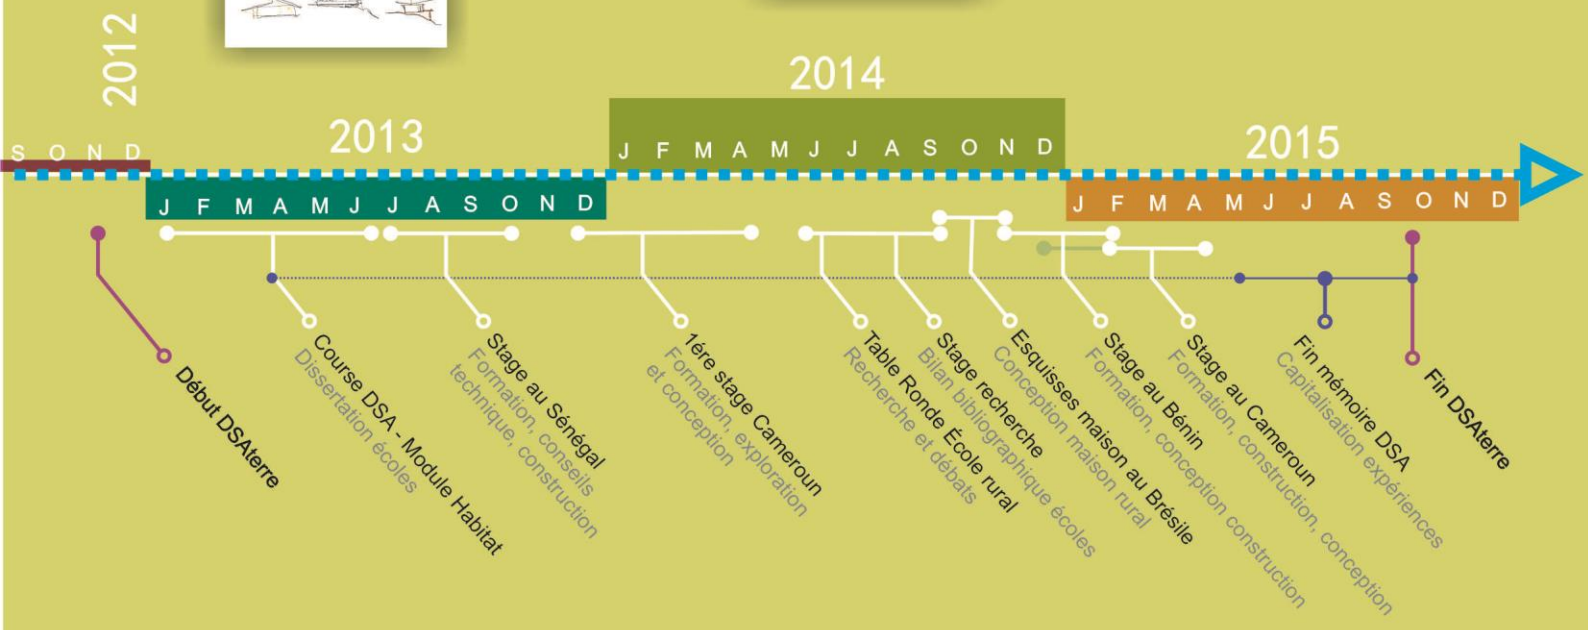 2012
2013
2014
2015
S O N D
J F M A M J J A S O N D
J F M A M J J A S O N D
J F M A M J J A S O N D
Début DSAterre
Course DSA - Module Habitat
Dissertation écoles
Stage au Sénégal
Formation, conseils
technique, construction
1ére stage Cameroun
Formation, exploration
et conception
Table Ronde École rural
Recherche et débats
Stage recherche
Bilan bibliographique écoles
Esquisses maison au Brésile
Conception maison rural
Stage au Bénin
Formation, conception construction
Stage au Cameroun
Formation, construction, conception
Fin mémoire DSA
Capitalisation expériences
Fin DSAterre